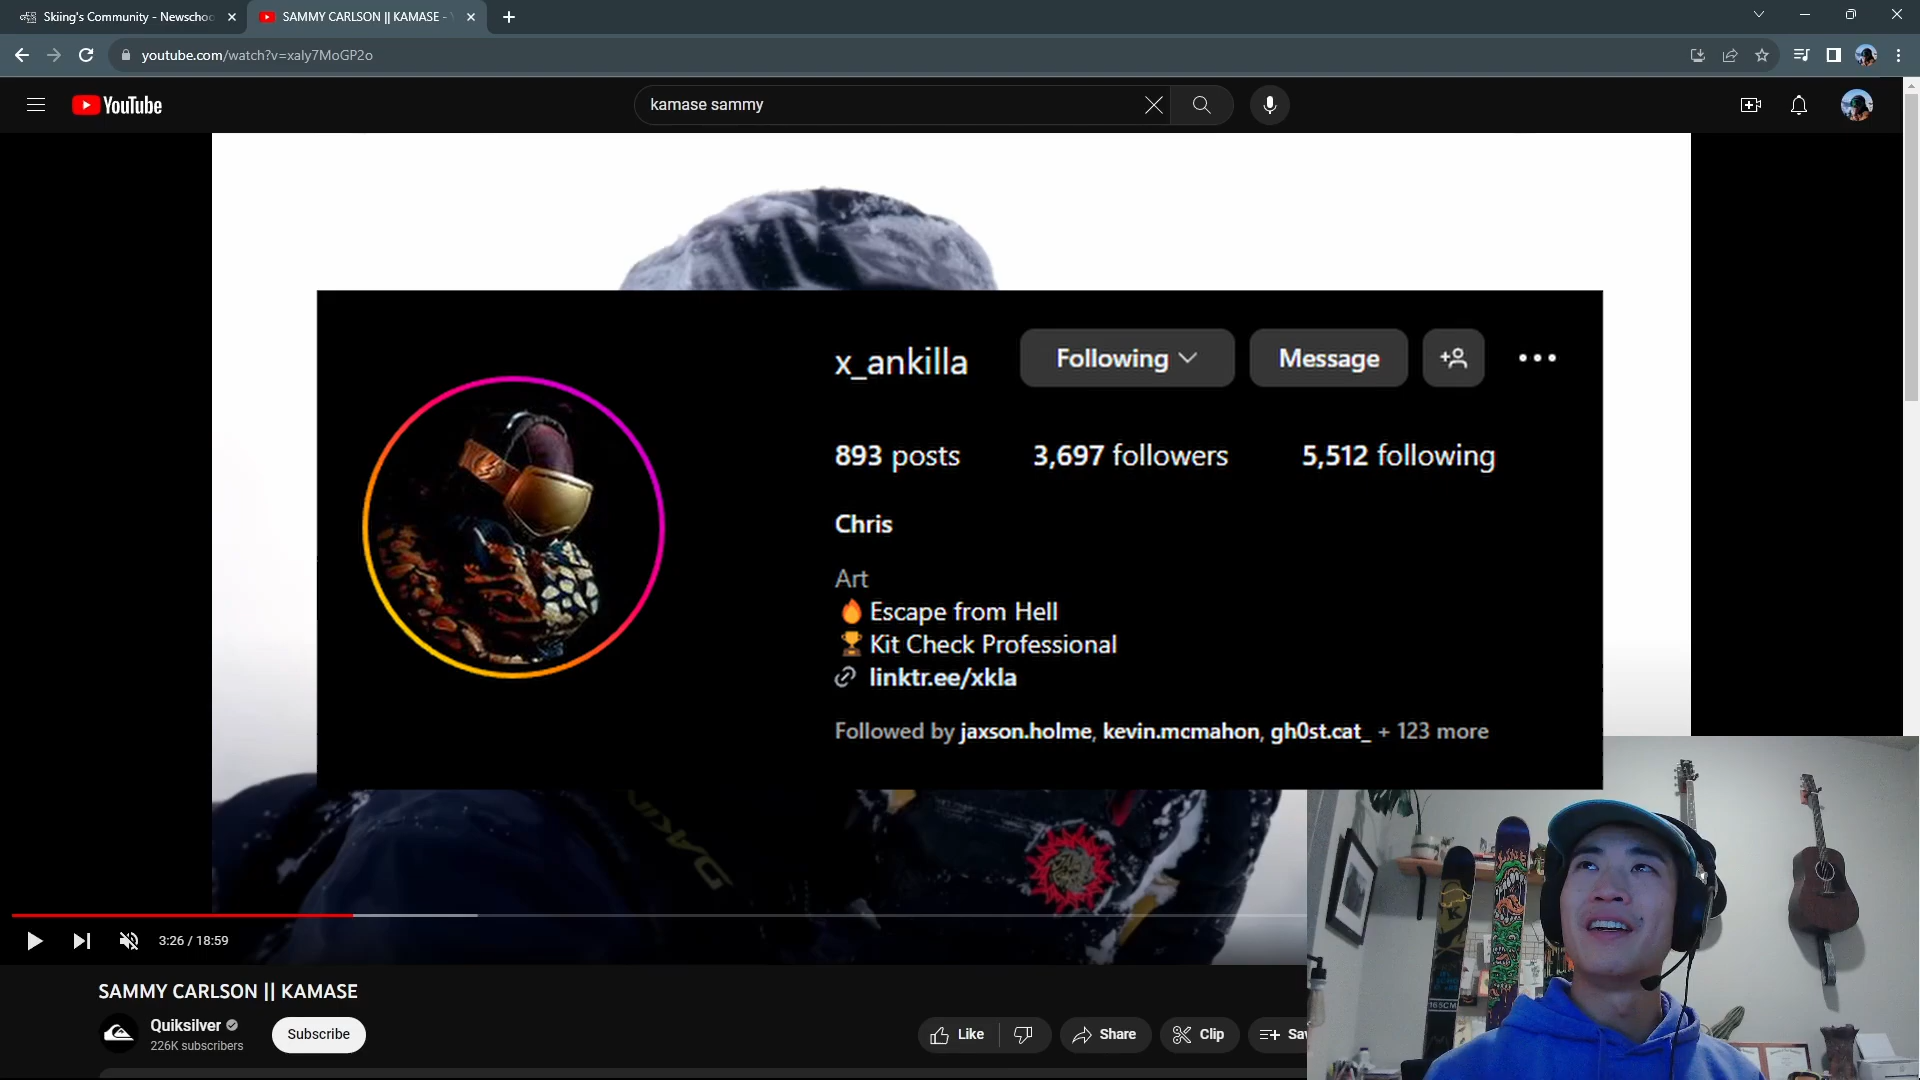 Skiing's Community - Newschoo
SAMMY CARLSON || KAMASE -
youtube.com/watch?v=xaly7MoGP2o
YouTube
kamase sammy
x_ankilla
Following
Message
893 posts
3,697 followers
5,512 following
Chris
Art
🔥 Escape from Hell
🏆 Kit Check Professional
linktr.ee/xkla
Followed by jaxson.holme, kevin.mcmahon, gh0st.cat_ + 123 more
DAKIN
3:26 / 18:59
165CM
SAMMY CARLSON || KAMASE
Quiksilver
226K subscribers
Subscribe
Like
Share
Clip
Sav